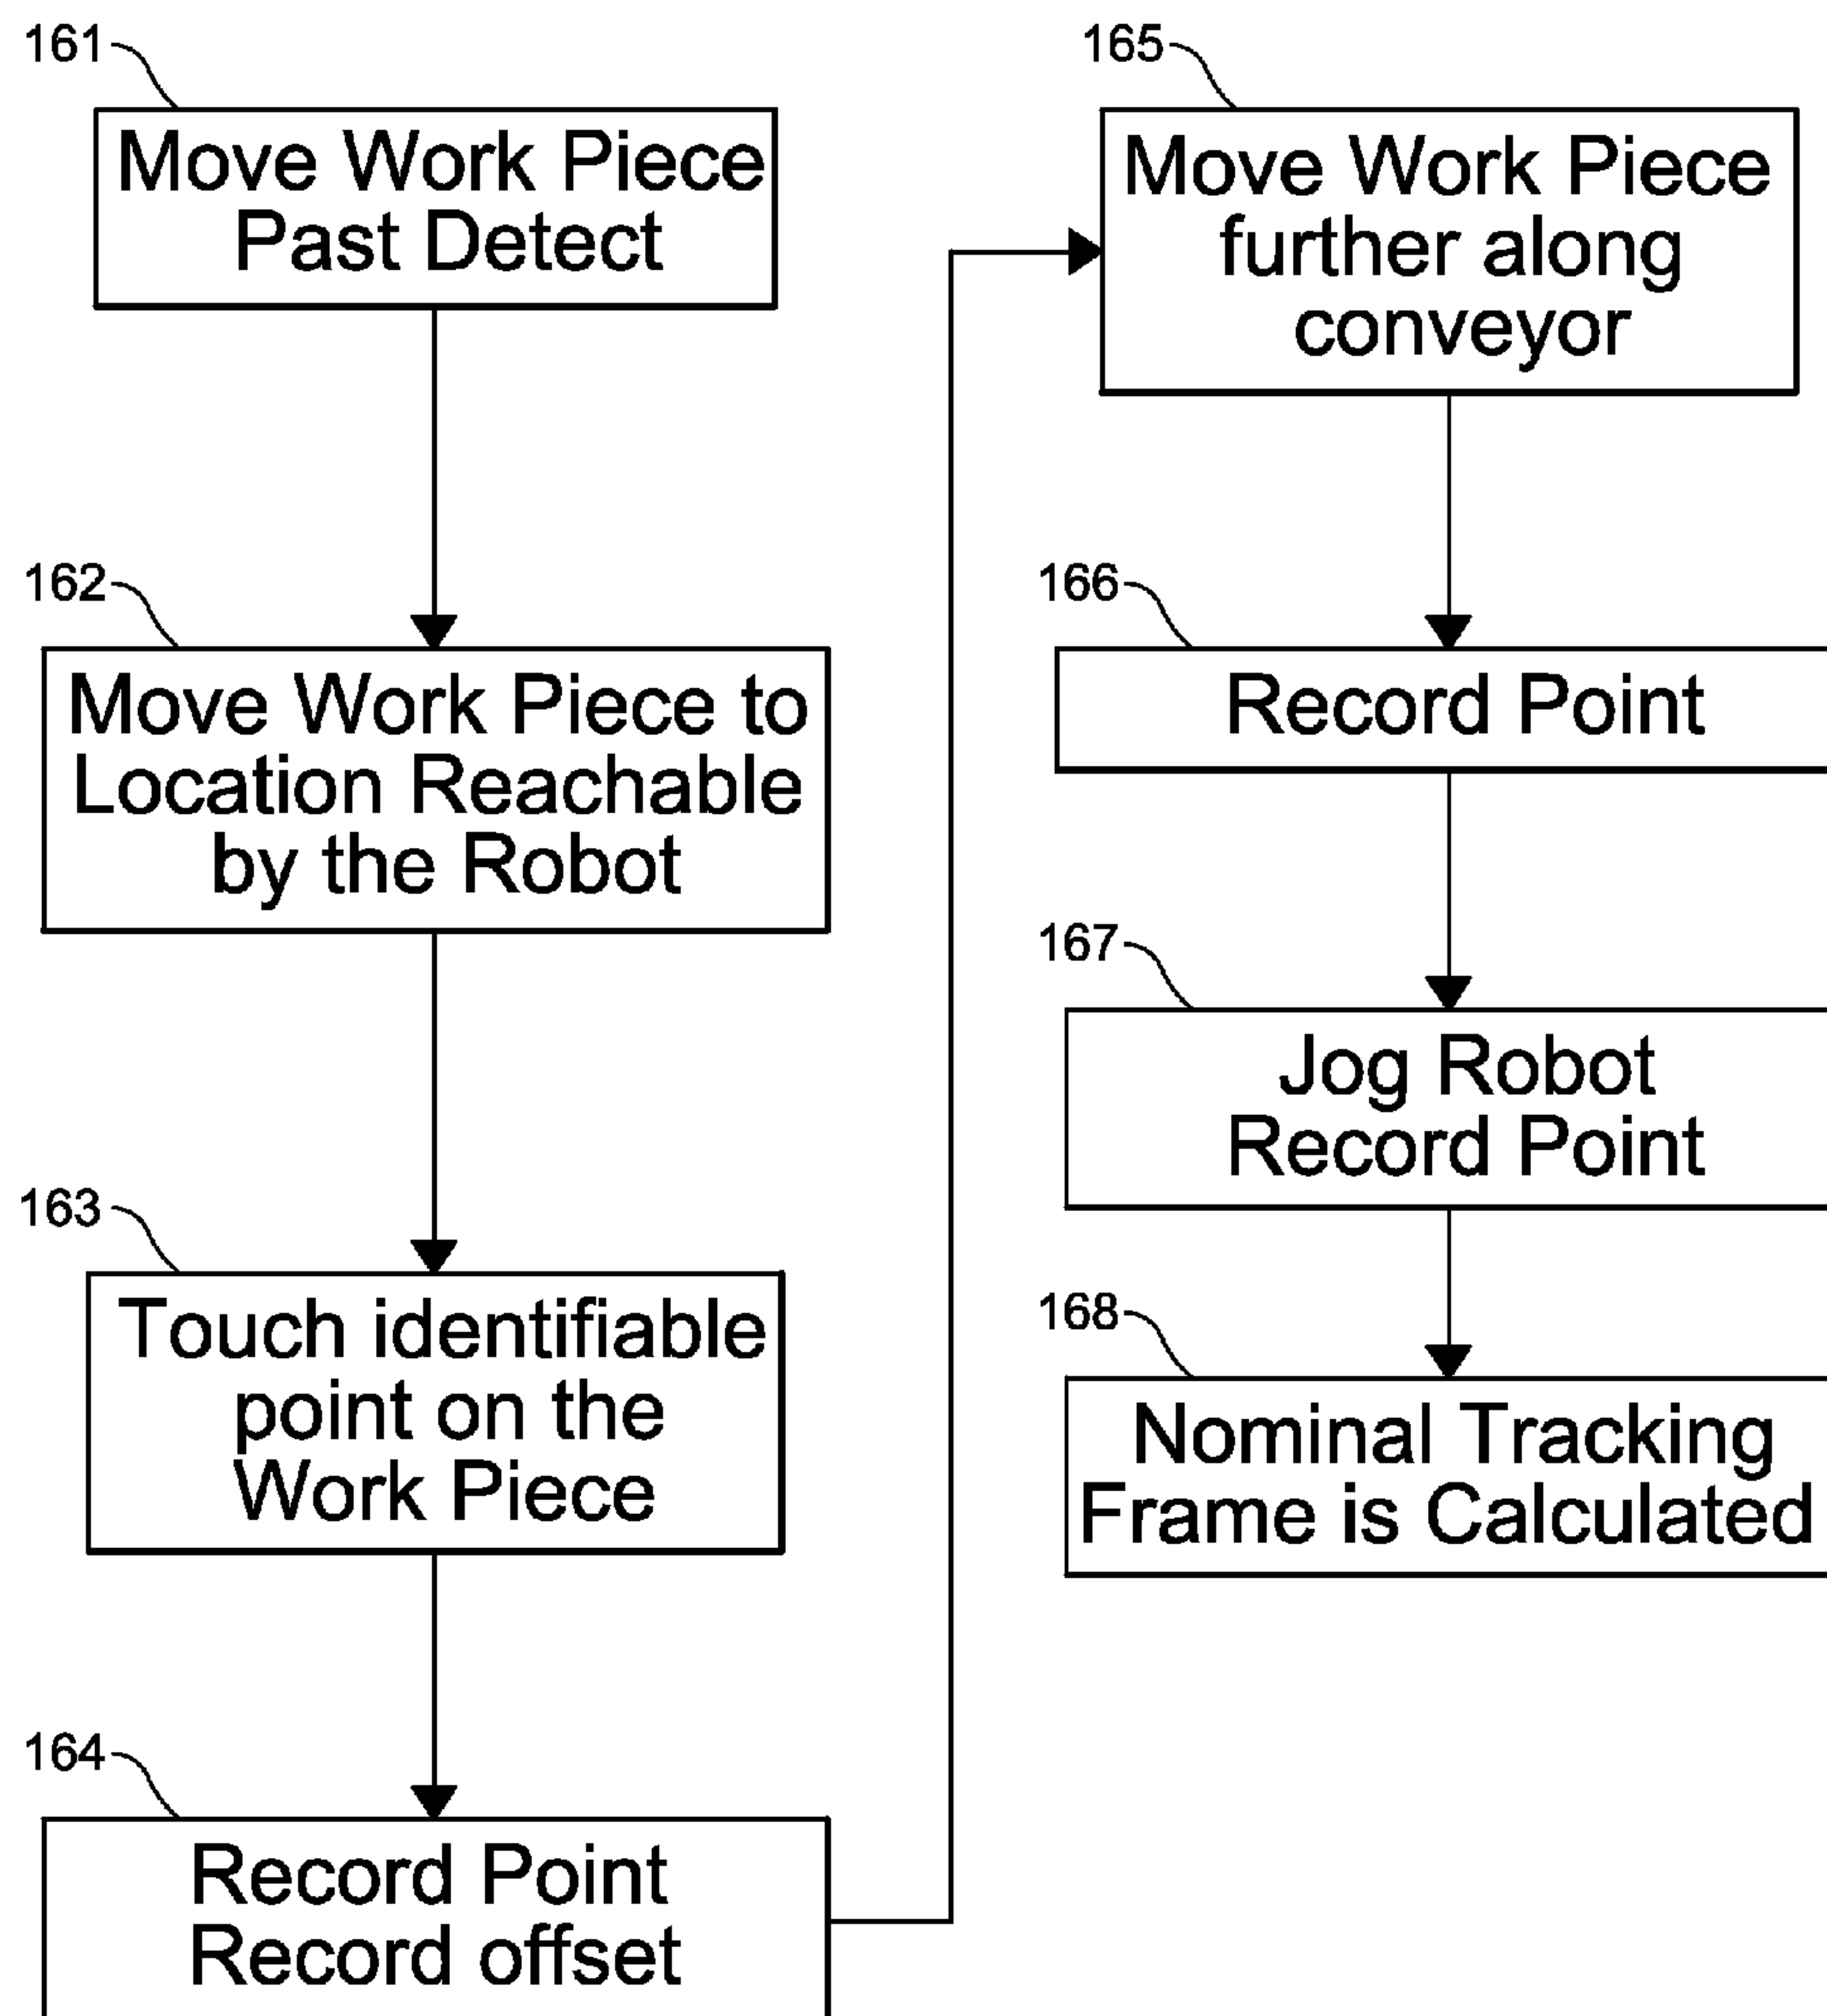 161
Move Work Piece
Past Detect
162
Move Work Piece to
Location Reachable
by the Robot
163
Touch identifiable
point on the
Work Piece
164
Record Point
Record offset
165
Move Work Piece
further along
conveyor
166
Record Point
167
Jog Robot
Record Point
168
Nominal Tracking
Frame is Calculated